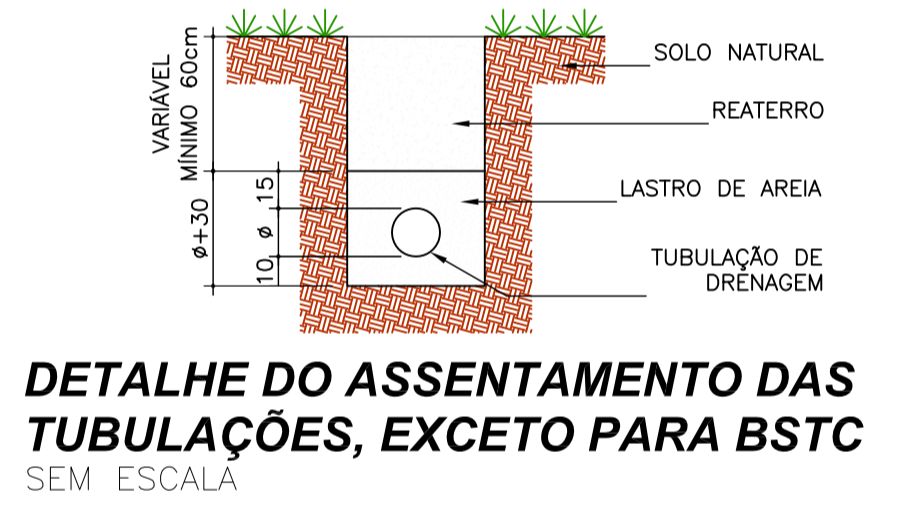 VARIÁVEL
MÍNIMO 60cm
ø+30
15
ø
10
SOLO NATURAL
REATERRO
LASTRO DE AREIA
TUBULAÇÃO DE
DRENAGEM
DETALHE DO ASSENTAMENTO DAS
TUBULAÇÕES, EXCETO PARA BSTC
SEM ESCALA